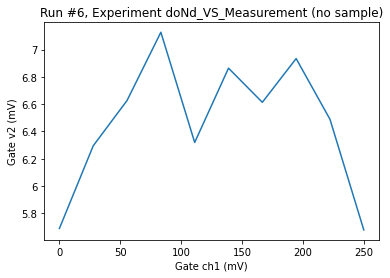 Run #6, Experiment doNd_VS_Measurement (no sample)
Gate v2 (mV)
7
6.8
6.6
6.4
6.2
6
5.8
0 50 100 150 200 250
Gate ch1 (mV)